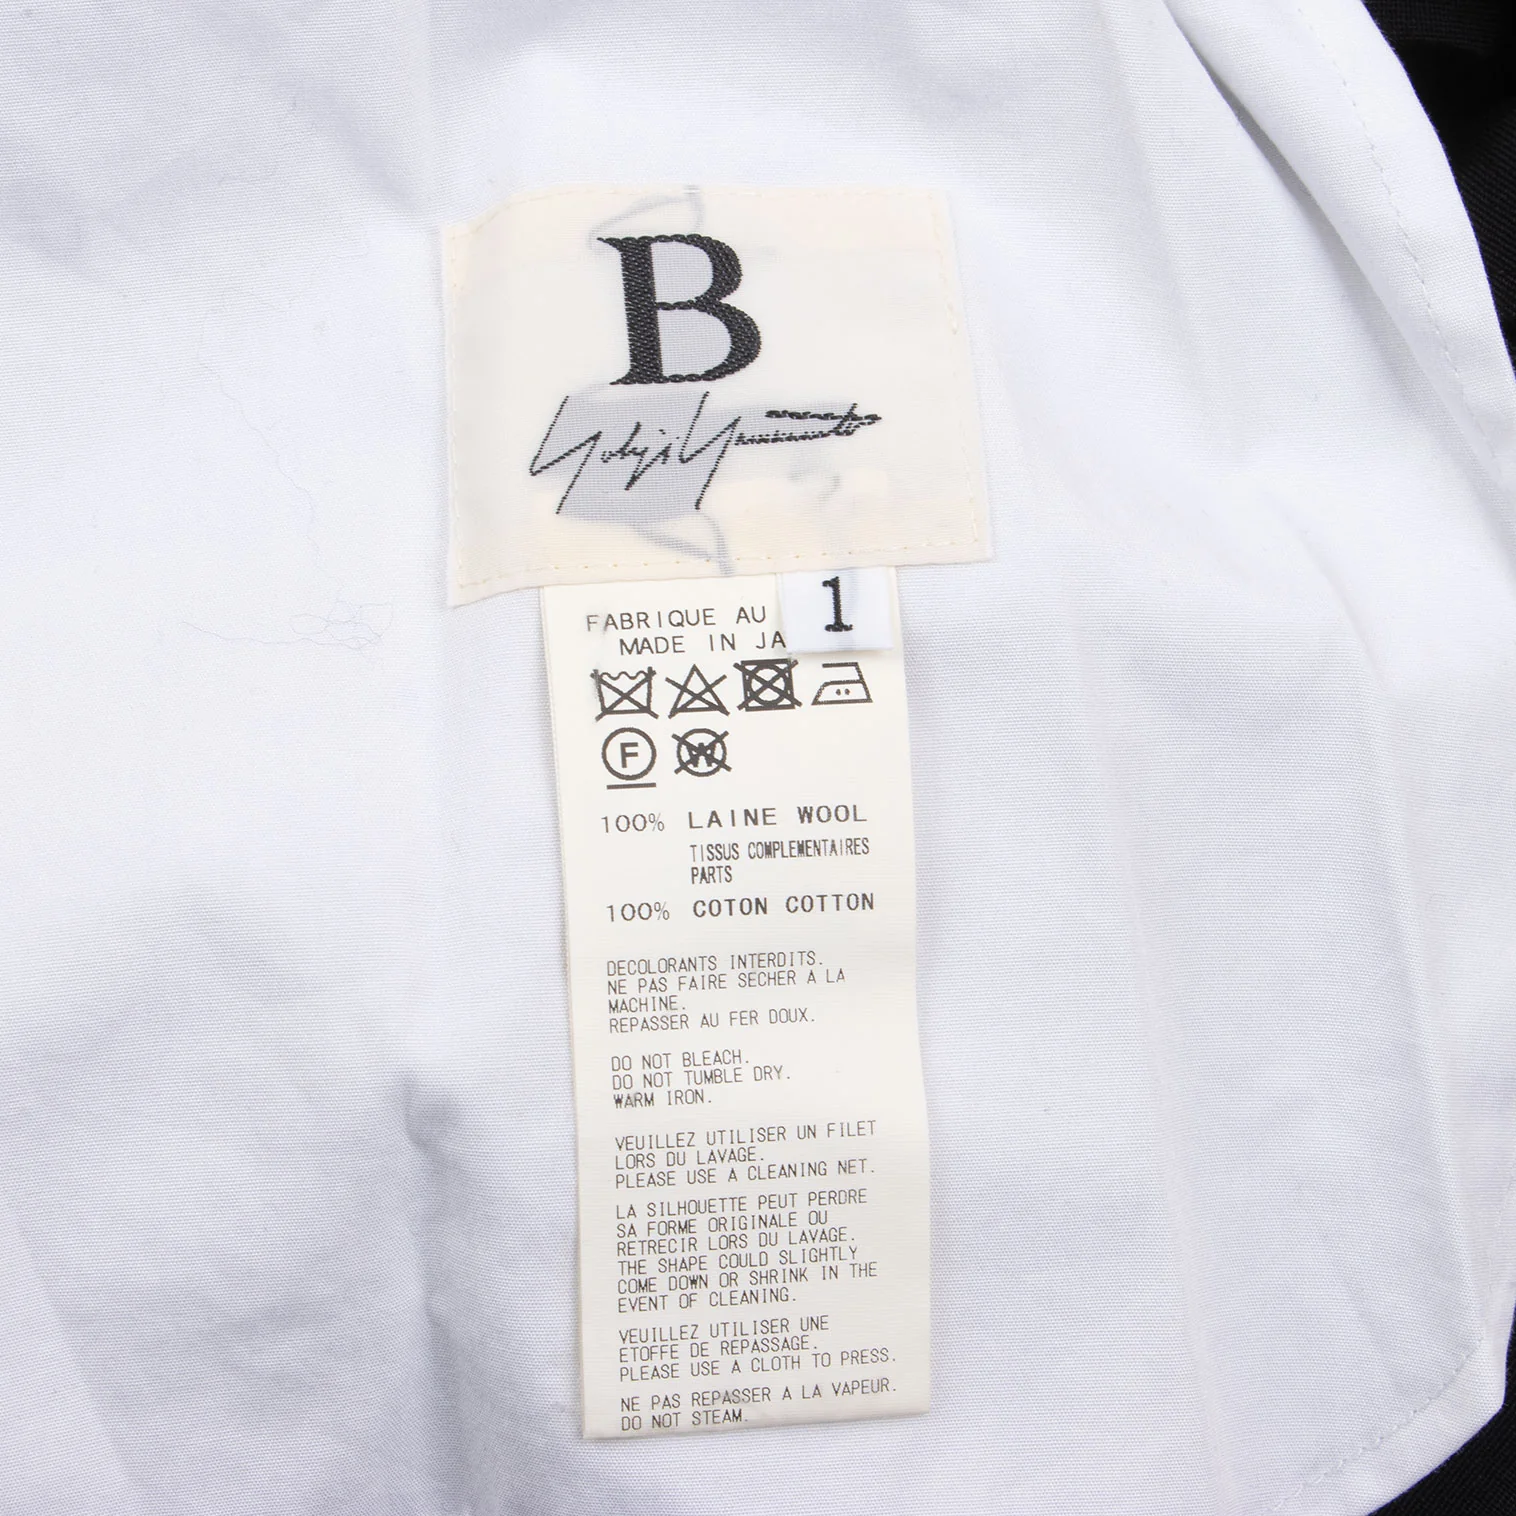 B
Yohji Yamamoto
1
FABRIQUE AU
MADE IN JA
F
W
100% LAINE WOOL
TISSUS COMPLEMENTAIRES
PARTS
100% COTON COTTON
DECOLORANTS INTERDITS.
NE PAS FAIRE SECHER A LA
MACHINE.
REPASSER AU FER DOUX.
DO NOT BLEACH.
DO NOT TUMBLE DRY.
WARM IRON.
VEUILLEZ UTILISER UN FILET
LORS DU LAVAGE.
PLEASE USE A CLEANING NET.
LA SILHOUETTE PEUT PERDRE
SA FORME ORIGINALE OU
RETRECIR LORS DU LAVAGE.
THE SHAPE COULD SLIGHTLY
COME DOWN OR SHRINK IN THE
EVENT OF CLEANING.
VEUILLEZ UTILISER UNE
ETOFFE DE REPASSAGE.
PLEASE USE A CLOTH TO PRESS.
NE PAS REPASSER A LA VAPEUR.
DO NOT STEAM.